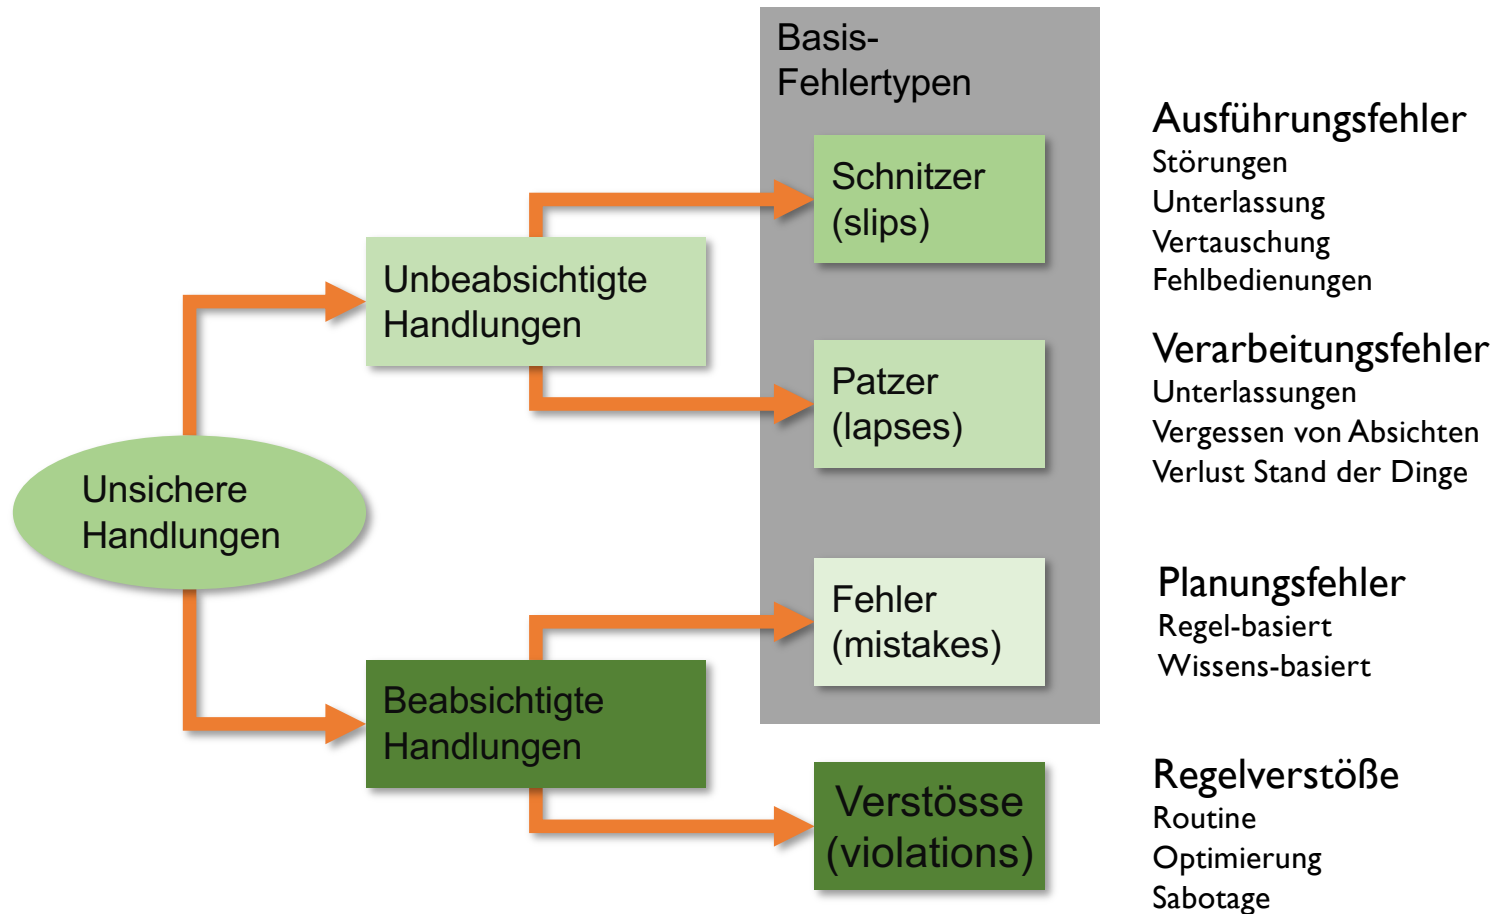 Basis-
Fehlertypen
Schnitzer
(slips)
Ausführungsfehler
Störungen
Unterlassung
Vertauschung
Fehlbedienungen
Unbeabsichtigte
Handlungen
Patzer
(lapses)
Verarbeitungsfehler
Unterlassungen
Vergessen von Absichten
Verlust Stand der Dinge
Unsichere
Handlungen
Fehler
(mistakes)
Planungsfehler
Regel-basiert
Wissens-basiert
Beabsichtigte
Handlungen
Verstösse
(violations)
Regelverstöße
Routine
Optimierung
Sabotage